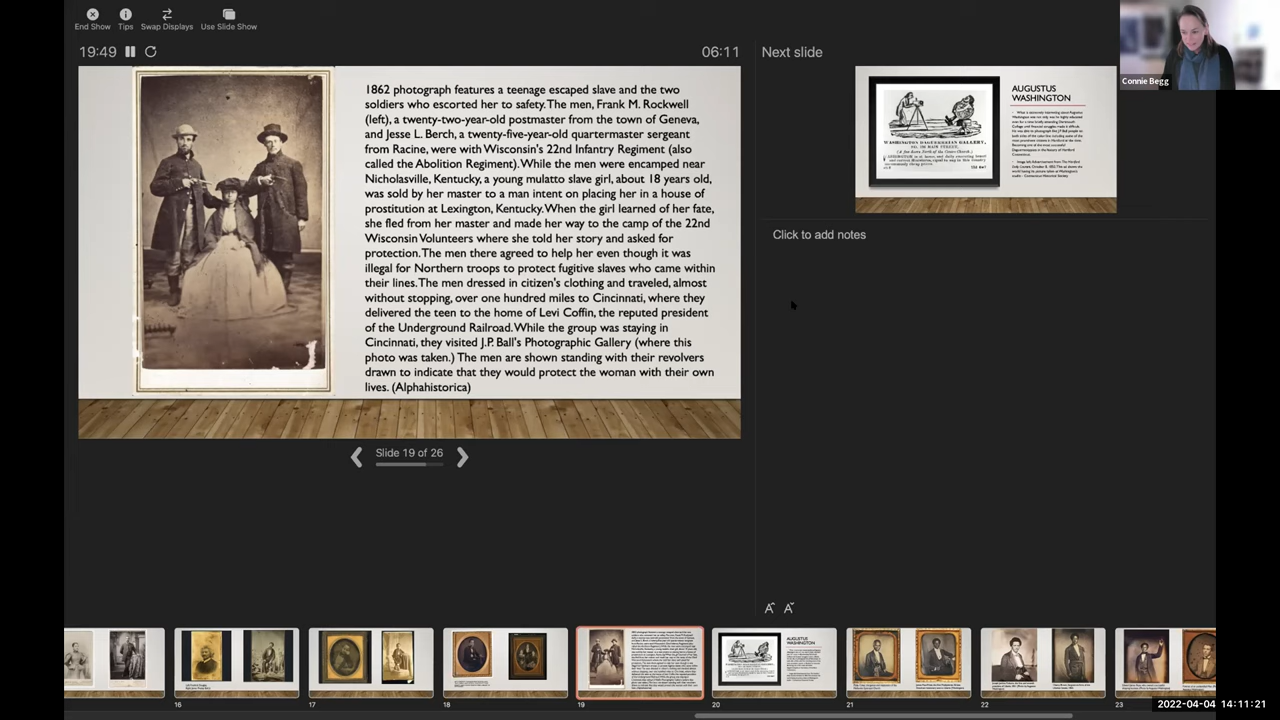 End Show
Tips
Swap Displays
Use Slide Show
19:49
06:11
Next slide
Connie Begg
1862 photograph features a teenage escaped slave and the two
soldiers who escorted her to safety. The men, Frank M. Rockwell
(left), a twenty-two-year-old postmaster from the town of Geneva,
and Jesse L. Berch, a twenty-five-year-old quartermaster sergeant
from Racine, were with Wisconsin's 22nd Infantry Regiment (also
called the Abolition Regiment). While the men were encamped near
Nicholasville, Kentucky, a young mulatto slave girl, about 18 years old,
was sold by her master to a man intent on placing her in a house of
prostitution at Lexington, Kentucky. When the girl learned of her fate,
she fled from her master and made her way to the camp of the 22nd
Wisconsin Volunteers where she told her story and asked for
protection. The men there agreed to help her even though it was
illegal for Northern troops to protect fugitive slaves who came within
their lines. The men dressed in citizen's clothing and traveled, almost
without stopping, over one hundred miles to Cincinnati, where they
delivered the teen to the home of Levi Coffin, the reputed president
of the Underground Railroad. While the group was staying in
Cincinnati, they visited J.P. Ball's Photographic Gallery (where this
photo was taken.) The men are shown standing with their revolvers
drawn to indicate that they would protect the woman with their own
lives. (Alphahistorica)
AUGUSTUS
WASHINGTON
WASHINGTON DAGUERRIAN GALLERY,
Click to add notes
Slide 19 of 26
AUGUSTUS
WASHINGTON
16
17
18
19
20
21
22
23
2022-04-04 14:11:21